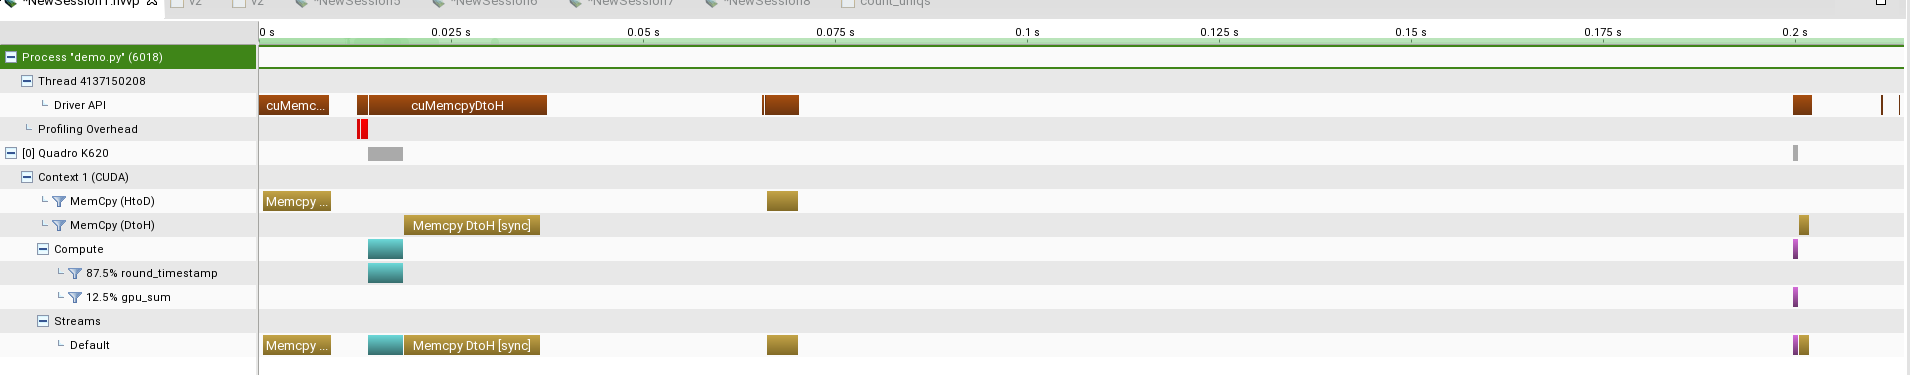 *NewSession1.nvvp v2 v2 *NewSession5 *NewSession6 *NewSession7 *NewSession8 count_uniqs
0 s 0.025 s 0.05 s 0.075 s 0.1 s 0.125 s 0.15 s 0.175 s 0.2 s
Process "demo.py" (6018)
Thread 4137150208
Driver API cuMemc... cuMemcpyDtoH
Profiling Overhead
[0] Quadro K620
Context 1 (CUDA)
MemCpy (HtoD) Memcpy ...
MemCpy (DtoH) Memcpy DtoH [sync]
Compute
87.5% round_timestamp
12.5% gpu_sum
Streams
Default Memcpy ... Memcpy DtoH [sync]